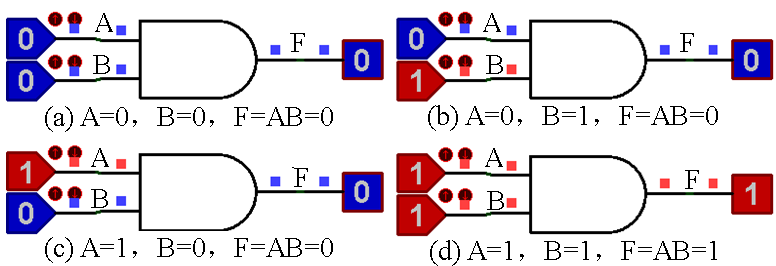 0 A
0 B F 0
(a) A=0，B=0，F=AB=0
0 A
1 B F 0
(b) A=0，B=1，F=AB=0
1 A
0 B F 0
(c) A=1，B=0，F=AB=0
1 A
1 B F 1
(d) A=1，B=1，F=AB=1